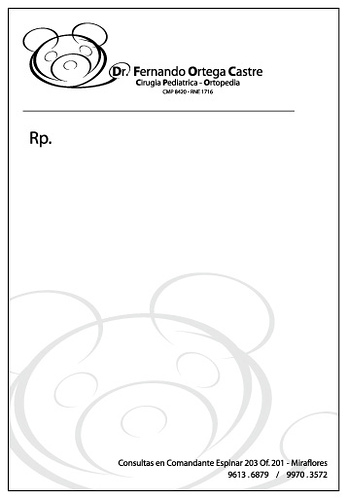 Dr. Fernando Ortega Castre
Cirugia Pediatrica - Ortopedia
CMP 8420 - RNE 1716
Rp.
Consultas en Comandante Espinar 203 Of. 201 - Miraflores
9613 . 6879 / 9970 . 3572